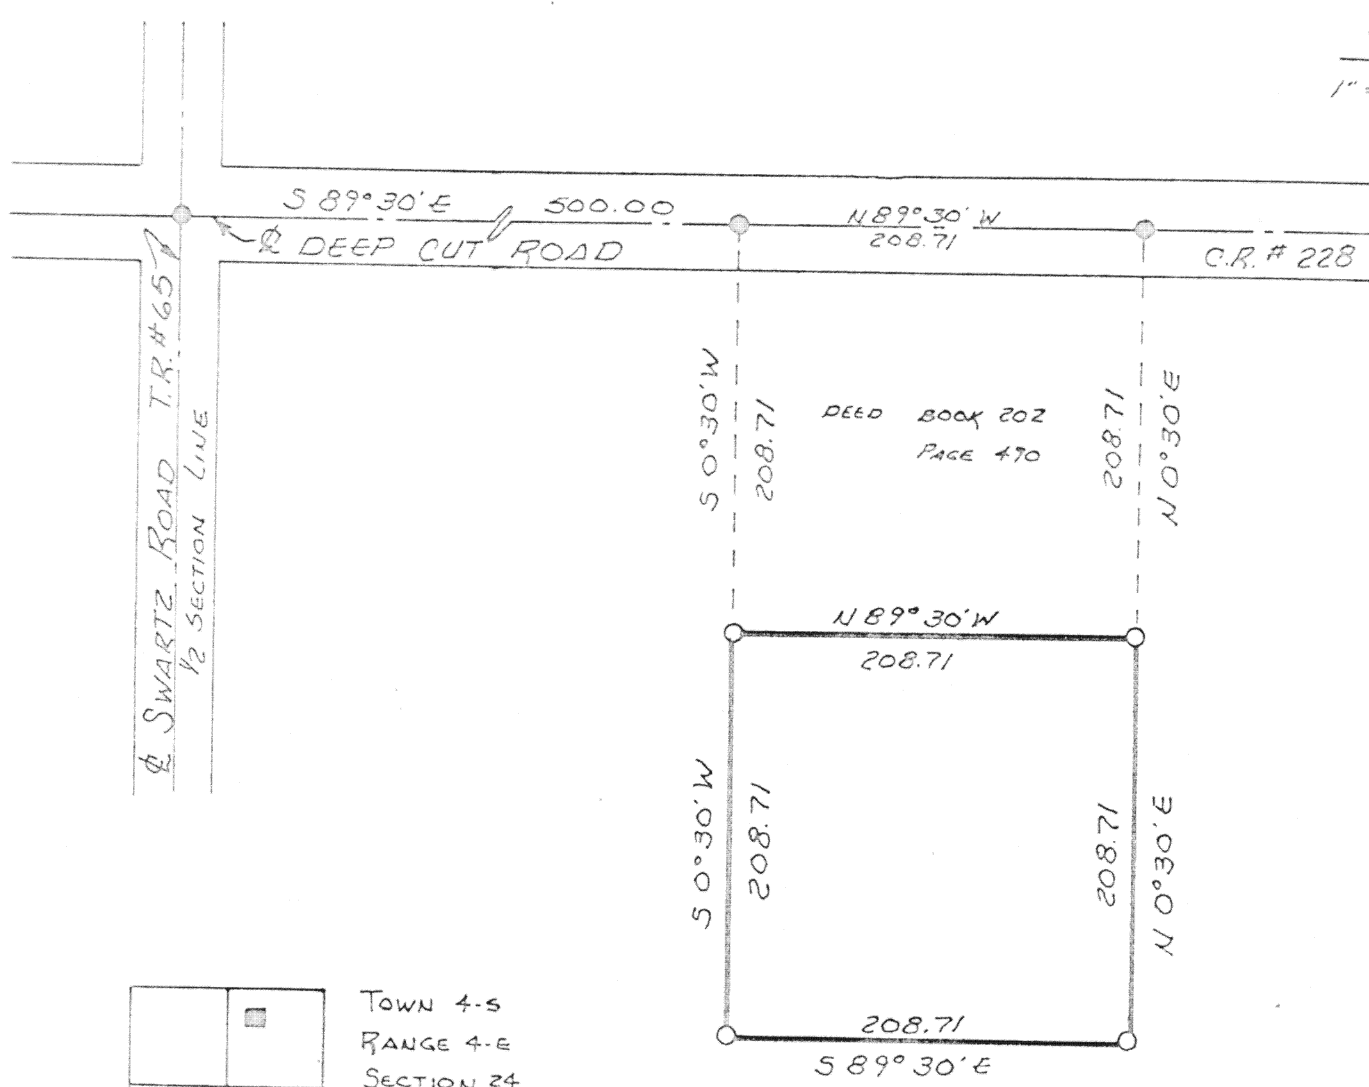 1" =
S 89°30' E 500.00
N 89°30' W
208.71
℄ DEEP CUT ROAD
C.R. # 228
℄ SWARTZ ROAD T.R. #65
1/2 SECTION LINE
S 0°30' W
208.71
DEED BOOK 202
PAGE 490
208.71
N 0°30' E
N 89°30' W
208.71
S 0°30' W
208.71
208.71
N 0°30' E
208.71
S 89°30' E
TOWN 4-S
RANGE 4-E
SECTION 24